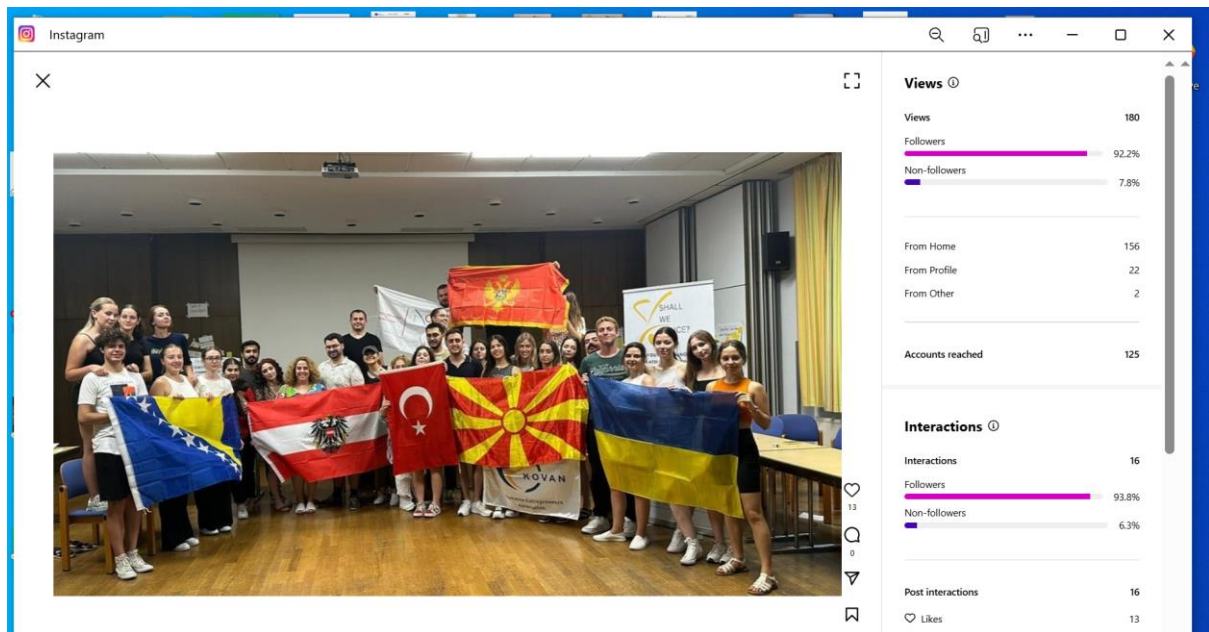 Instagram
Views
Views 180
Followers
92.2%
Non-followers
7.8%
From Home 156
From Profile 22
From Other 2
Accounts reached 125
Interactions
Interactions 16
Followers
93.8%
Non-followers
6.3%
Post interactions 16
Likes 13
SHALL
WE
KOVAN
13
0